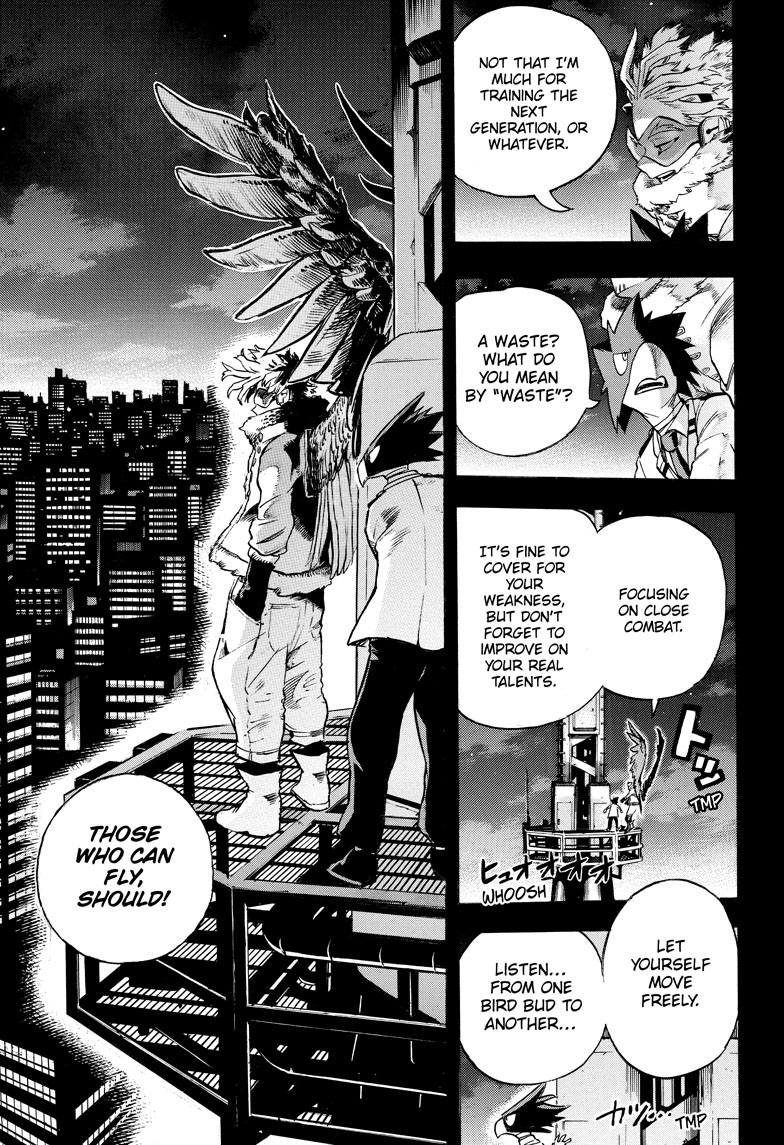 NOT THAT I'M
MUCH FOR
TRAINING THE
NEXT
GENERATION, OR
WHATEVER.
A WASTE?
WHAT DO
YOU MEAN
BY "WASTE"?
FOCUSING
ON CLOSE
COMBAT.
IT'S FINE TO
COVER FOR
YOUR
WEAKNESS,
BUT DON'T
FORGET TO
IMPROVE ON
YOUR REAL
TALENTS.
トッ
TMP
ヒュオオオオ
WHOOSH
LET
YOURSELF
MOVE
FREELY.
LISTEN...
FROM ONE
BIRD BUD TO
ANOTHER...
カツ...
TMP
THOSE
WHO CAN
FLY,
SHOULD!